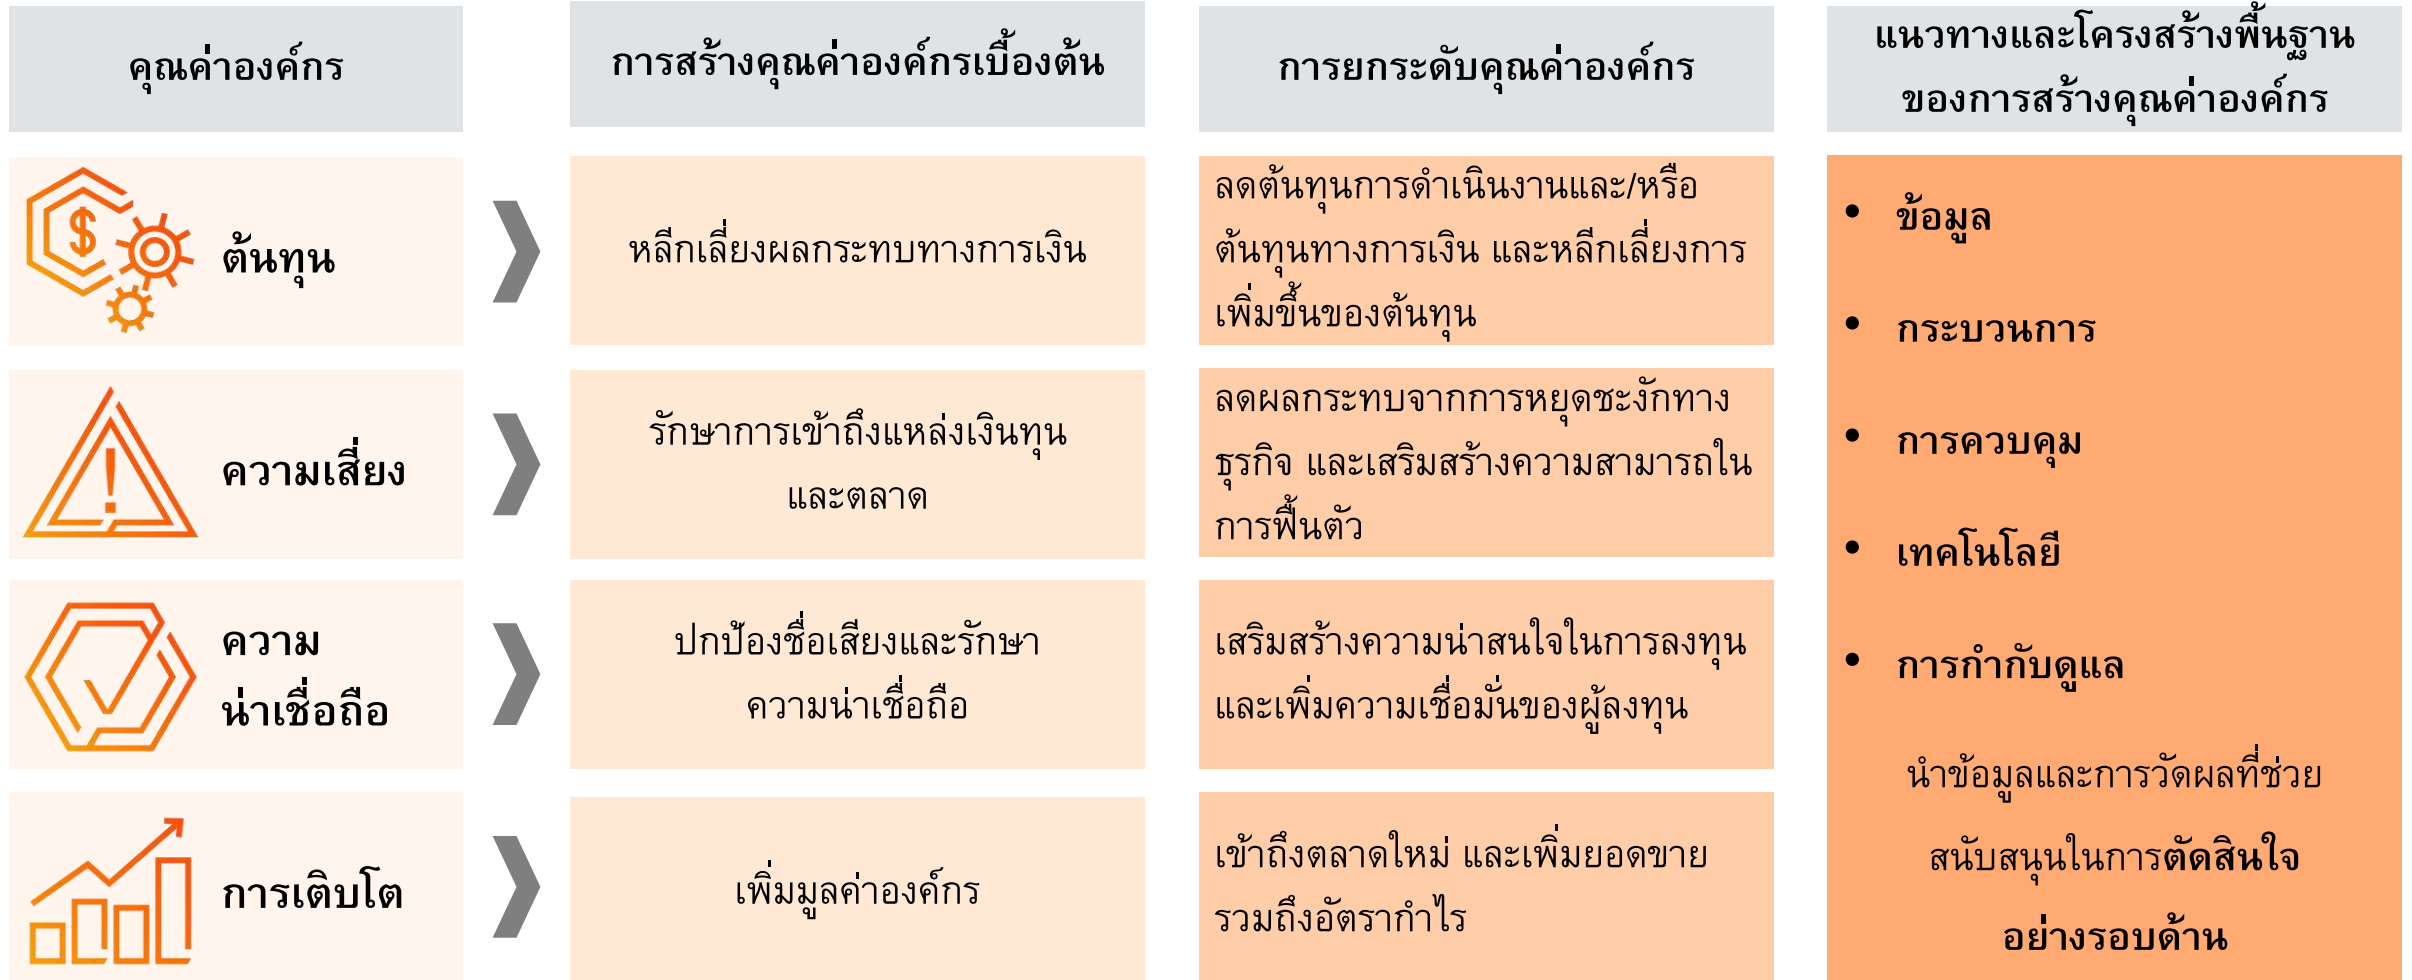 คุณค่าองค์กร
การสร้างคุณค่าองค์กรเบื้องต้น
การยกระดับคุณค่าองค์กร
แนวทางและโครงสร้างพื้นฐาน
ของการสร้างคุณค่าองค์กร
ต้นทุน
หลีกเลี่ยงผลกระทบทางการเงิน
ลดต้นทุนการดำเนินงานและ/หรือ
ต้นทุนทางการเงิน และหลีกเลี่ยงการ
เพิ่มขึ้นของต้นทุน
ความเสี่ยง
รักษาการเข้าถึงแหล่งเงินทุน
และตลาด
ลดผลกระทบจากการหยุดชะงักทาง
ธุรกิจ และเสริมสร้างความสามารถใน
การฟื้นตัว
ความ
น่าเชื่อถือ
ปกป้องชื่อเสียงและรักษา
ความน่าเชื่อถือ
เสริมสร้างความน่าสนใจในการลงทุน
และเพิ่มความเชื่อมั่นของผู้ลงทุน
การเติบโต
เพิ่มมูลค่าองค์กร
เข้าถึงตลาดใหม่ และเพิ่มยอดขาย
รวมถึงอัตรากำไร
• ข้อมูล
• กระบวนการ
• การควบคุม
• เทคโนโลยี
• การกำกับดูแล
นำข้อมูลและการวัดผลที่ช่วย
สนับสนุนในการตัดสินใจ
อย่างรอบด้าน